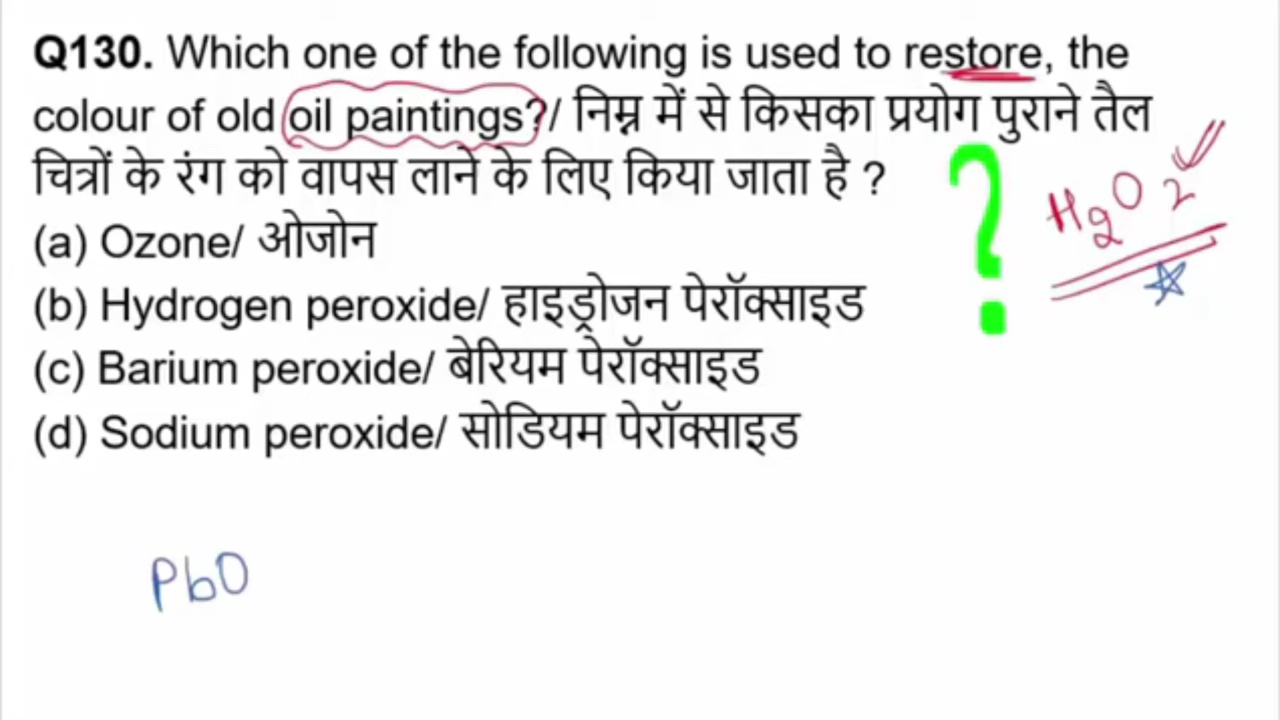 Q130. Which one of the following is used to restore, the
colour of old oil paintings?/ निम्न में से किसका प्रयोग पुराने तैल
चित्रों के रंग को वापस लाने के लिए किया जाता है ?
H2O2
(a) Ozone/ ओजोन
(b) Hydrogen peroxide/ हाइड्रोजन पेरॉक्साइड
(c) Barium peroxide/ बेरियम पेरॉक्साइड
(d) Sodium peroxide/ सोडियम पेरॉक्साइड
?
PbO